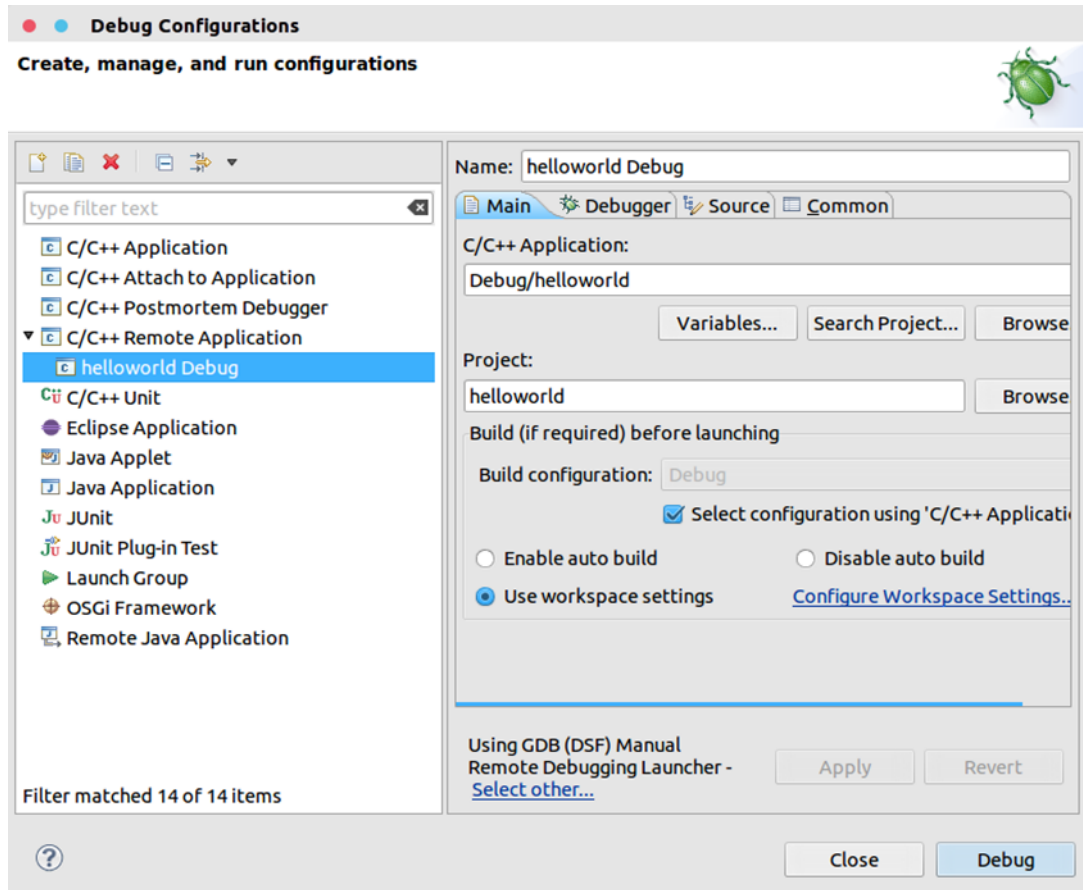 Debug Configurations
Create, manage, and run configurations
type filter text
C/C++ Application
C/C++ Attach to Application
C/C++ Postmortem Debugger
C/C++ Remote Application
helloworld Debug
C/C++ Unit
Eclipse Application
Java Applet
Java Application
JUnit
JUnit Plug-in Test
Launch Group
OSGi Framework
Remote Java Application
Filter matched 14 of 14 items
Name: helloworld Debug
Main Debugger Source Common
C/C++ Application:
Debug/helloworld
Variables... Search Project... Browse
Project:
helloworld Browse
Build (if required) before launching
Build configuration: Debug
Select configuration using 'C/C++ Applicati
Enable auto build Disable auto build
Use workspace settings Configure Workspace Settings..
Using GDB (DSF) Manual
Remote Debugging Launcher -
Select other...
Apply Revert
Close Debug